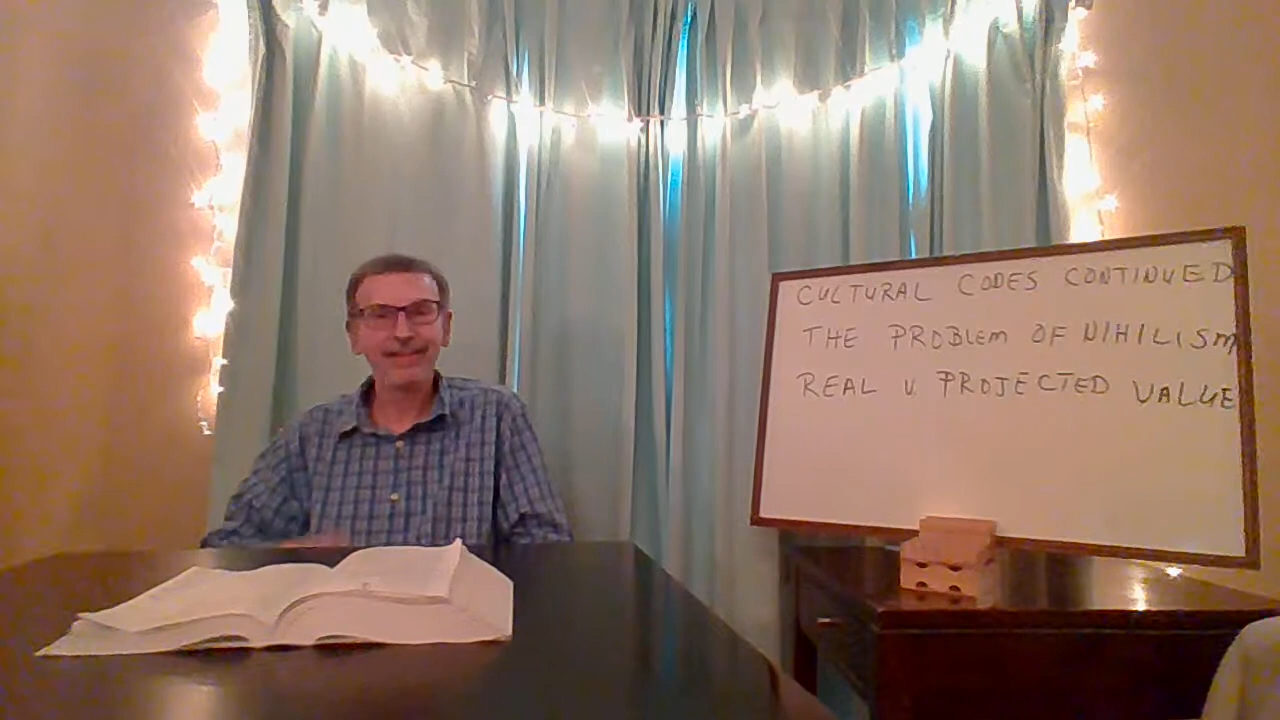 CULTURAL CODES CONTINUED
THE PROBLEM OF NIHILISM
REAL V. PROJECTED VALUE